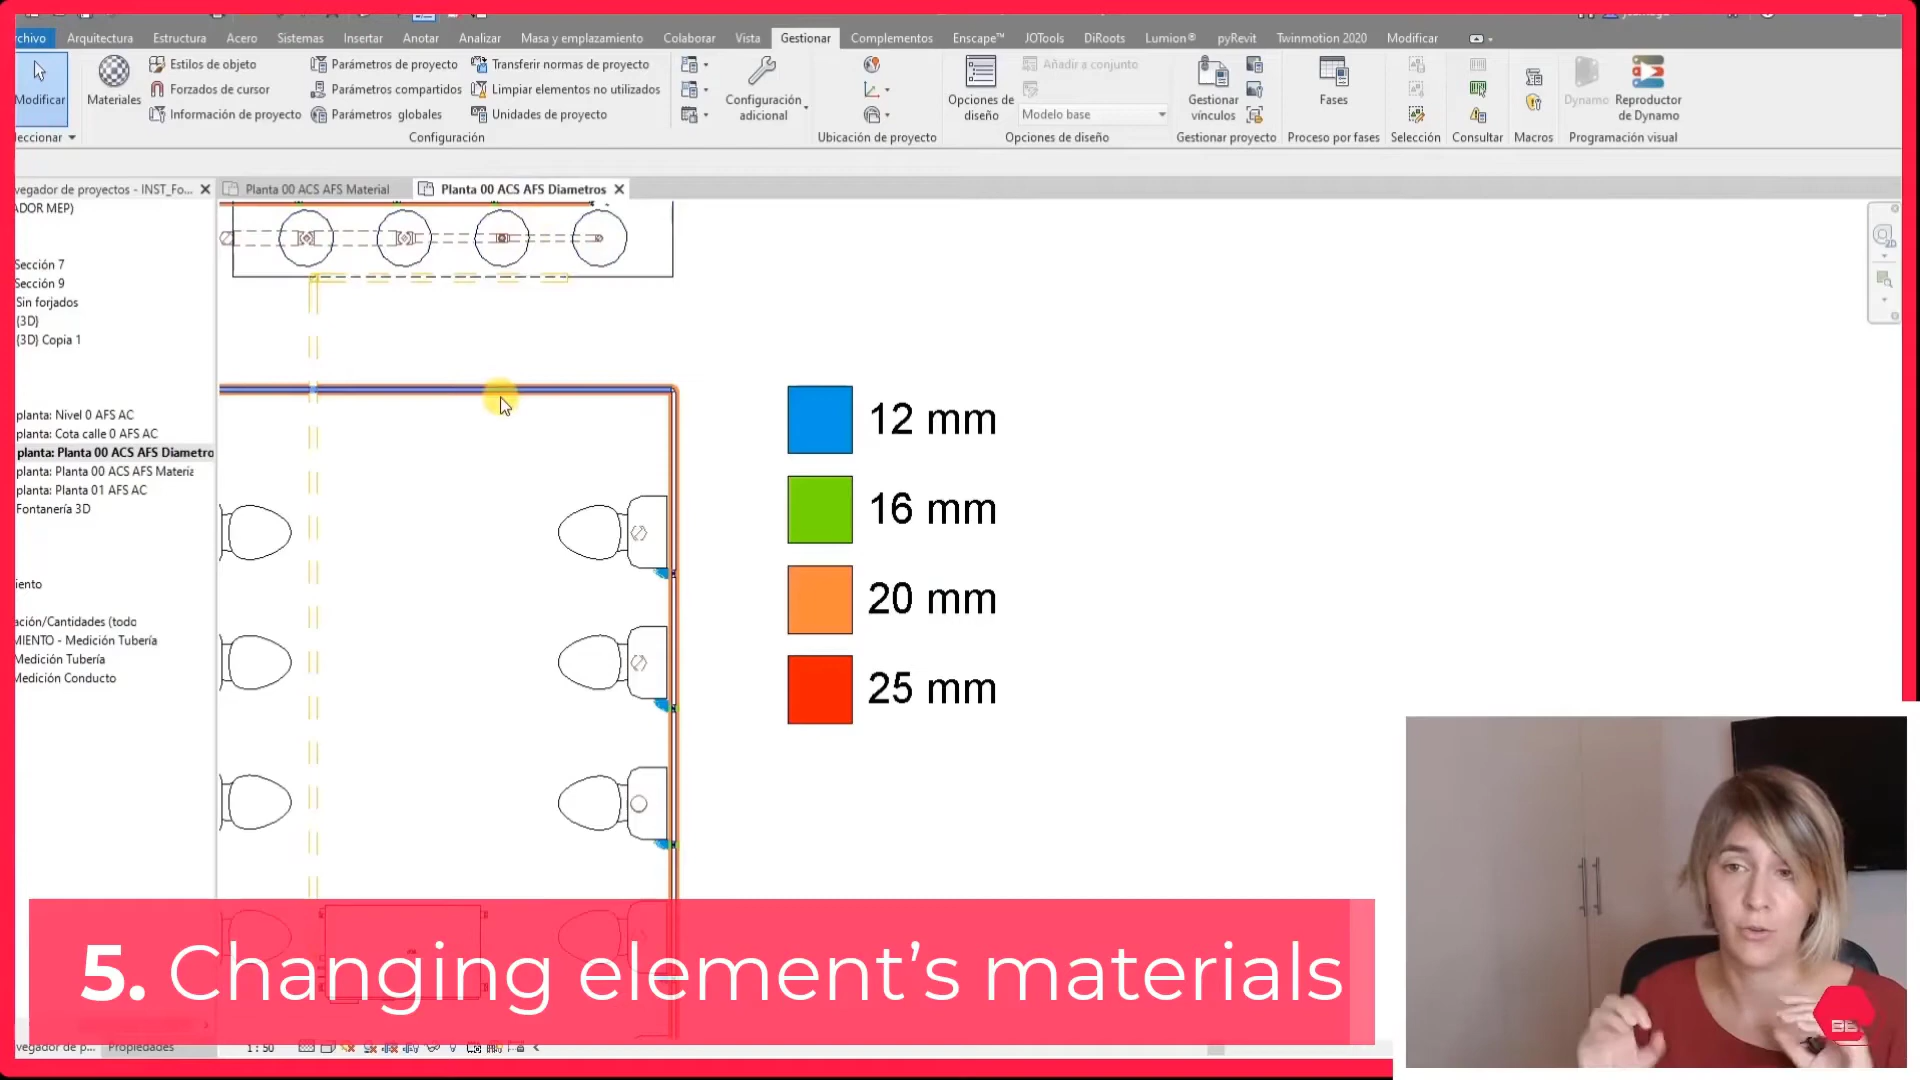 rchivo Arquitectura Estructura Acero Sistemas Insertar Anotar Analizar Masa y emplazamiento Colaborar Vista Gestionar Complementos Enscape™ JOTools DiRoots Lumion® pyRevit Twinmotion 2020 Modificar
Estilos de objeto Parámetros de proyecto Transferir normas de proyecto Añadir a conjunto
Forzados de cursor Parámetros compartidos Limpiar elementos no utilizados
Modificar Materiales Configuración adicional Opciones de diseño Gestionar vínculos Fases Dynamo Reproductor de Dynamo
Información de proyecto Parámetros globales Unidades de proyecto Modelo base
leccionar Configuración Ubicación de proyecto Opciones de diseño Gestionar proyecto Proceso por fases Selección Consultar Macros Programación visual
vegador de proyectos - INST_Fo... Planta 00 ACS AFS Material Planta 00 ACS AFS Diametros
ADOR MEP)
Sección 7
Sección 9
Sin forjados
{3D}
{3D} Copia 1
planta: Nivel 0 AFS AC
planta: Cota calle 0 AFS AC
planta: Planta 00 ACS AFS Diametro
planta: Planta 00 ACS AFS Materia
planta: Planta 01 AFS AC
Fontanería 3D
iento
ación/Cantidades (todo
MIENTO - Medición Tubería
Medición Tubería
Medición Conducto
12 mm
16 mm
20 mm
25 mm
5. Changing element’s materials
vegador de p... Propiedades 1 : 50
2D